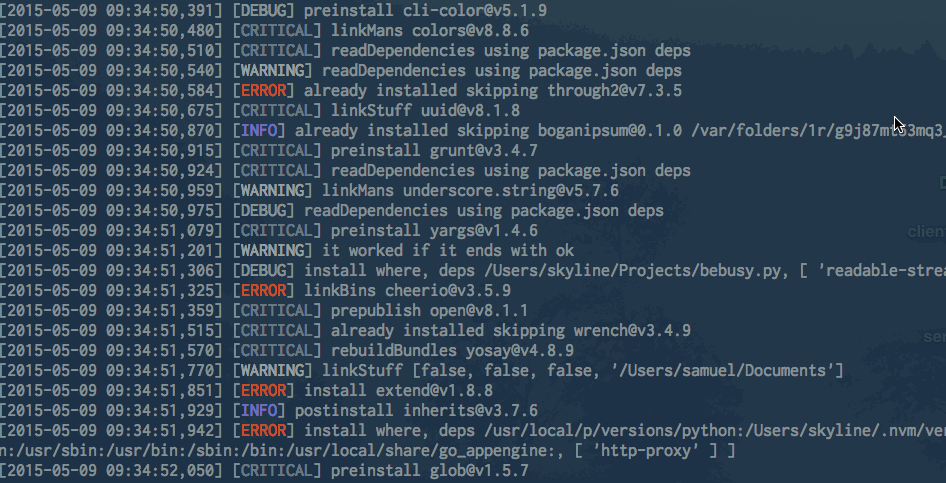 [2015-05-09 09:34:50,391] [DEBUG] preinstall cli-color@v5.1.9
[2015-05-09 09:34:50,480] [CRITICAL] linkMans colors@v8.8.6
[2015-05-09 09:34:50,510] [CRITICAL] readDependencies using package.json deps
[2015-05-09 09:34:50,540] [WARNING] readDependencies using package.json deps
[2015-05-09 09:34:50,584] [ERROR] already installed skipping through2@v7.3.5
[2015-05-09 09:34:50,675] [CRITICAL] linkStuff uuid@v8.1.8
[2015-05-09 09:34:50,870] [INFO] already installed skipping boganipsum@0.1.0
[2015-05-09 09:34:50,915] [CRITICAL] preinstall grunt@v3.4.7
[2015-05-09 09:34:50,924] [CRITICAL] readDependencies using package.json deps
[2015-05-09 09:34:50,959] [WARNING] linkMans underscore.string@v5.7.6
[2015-05-09 09:34:50,975] [DEBUG] readDependencies using package.json deps
[2015-05-09 09:34:51,079] [CRITICAL] preinstall yargs@v1.4.6
[2015-05-09 09:34:51,201] [WARNING] it worked if it ends with ok
[2015-05-09 09:34:51,306] [DEBUG] install where, deps /Users/skyline/Projects/bebusy.py, [ 'readable-strea
[2015-05-09 09:34:51,325] [ERROR] linkBins cheerio@v3.5.9
[2015-05-09 09:34:51,359] [CRITICAL] prepublish open@v8.1.1
[2015-05-09 09:34:51,515] [CRITICAL] already installed skipping wrench@v3.4.9
[2015-05-09 09:34:51,570] [CRITICAL] rebuildBundles yosay@v4.8.9
[2015-05-09 09:34:51,770] [WARNING] linkStuff [false, false, false, '/Users/samuel/Documents']
[2015-05-09 09:34:51,851] [ERROR] install extend@v1.8.8
[2015-05-09 09:34:51,929] [INFO] postinstall inherits@v3.7.6
[2015-05-09 09:34:51,942] [ERROR] install where, deps /usr/local/p/versions/python:/Users/skyline/.nvm/ver
n:/usr/sbin:/usr/bin:/sbin:/bin:/usr/local/share/go_appengine:, [ 'http-proxy' ] ]
[2015-05-09 09:34:52,050] [CRITICAL] preinstall glob@v1.5.7